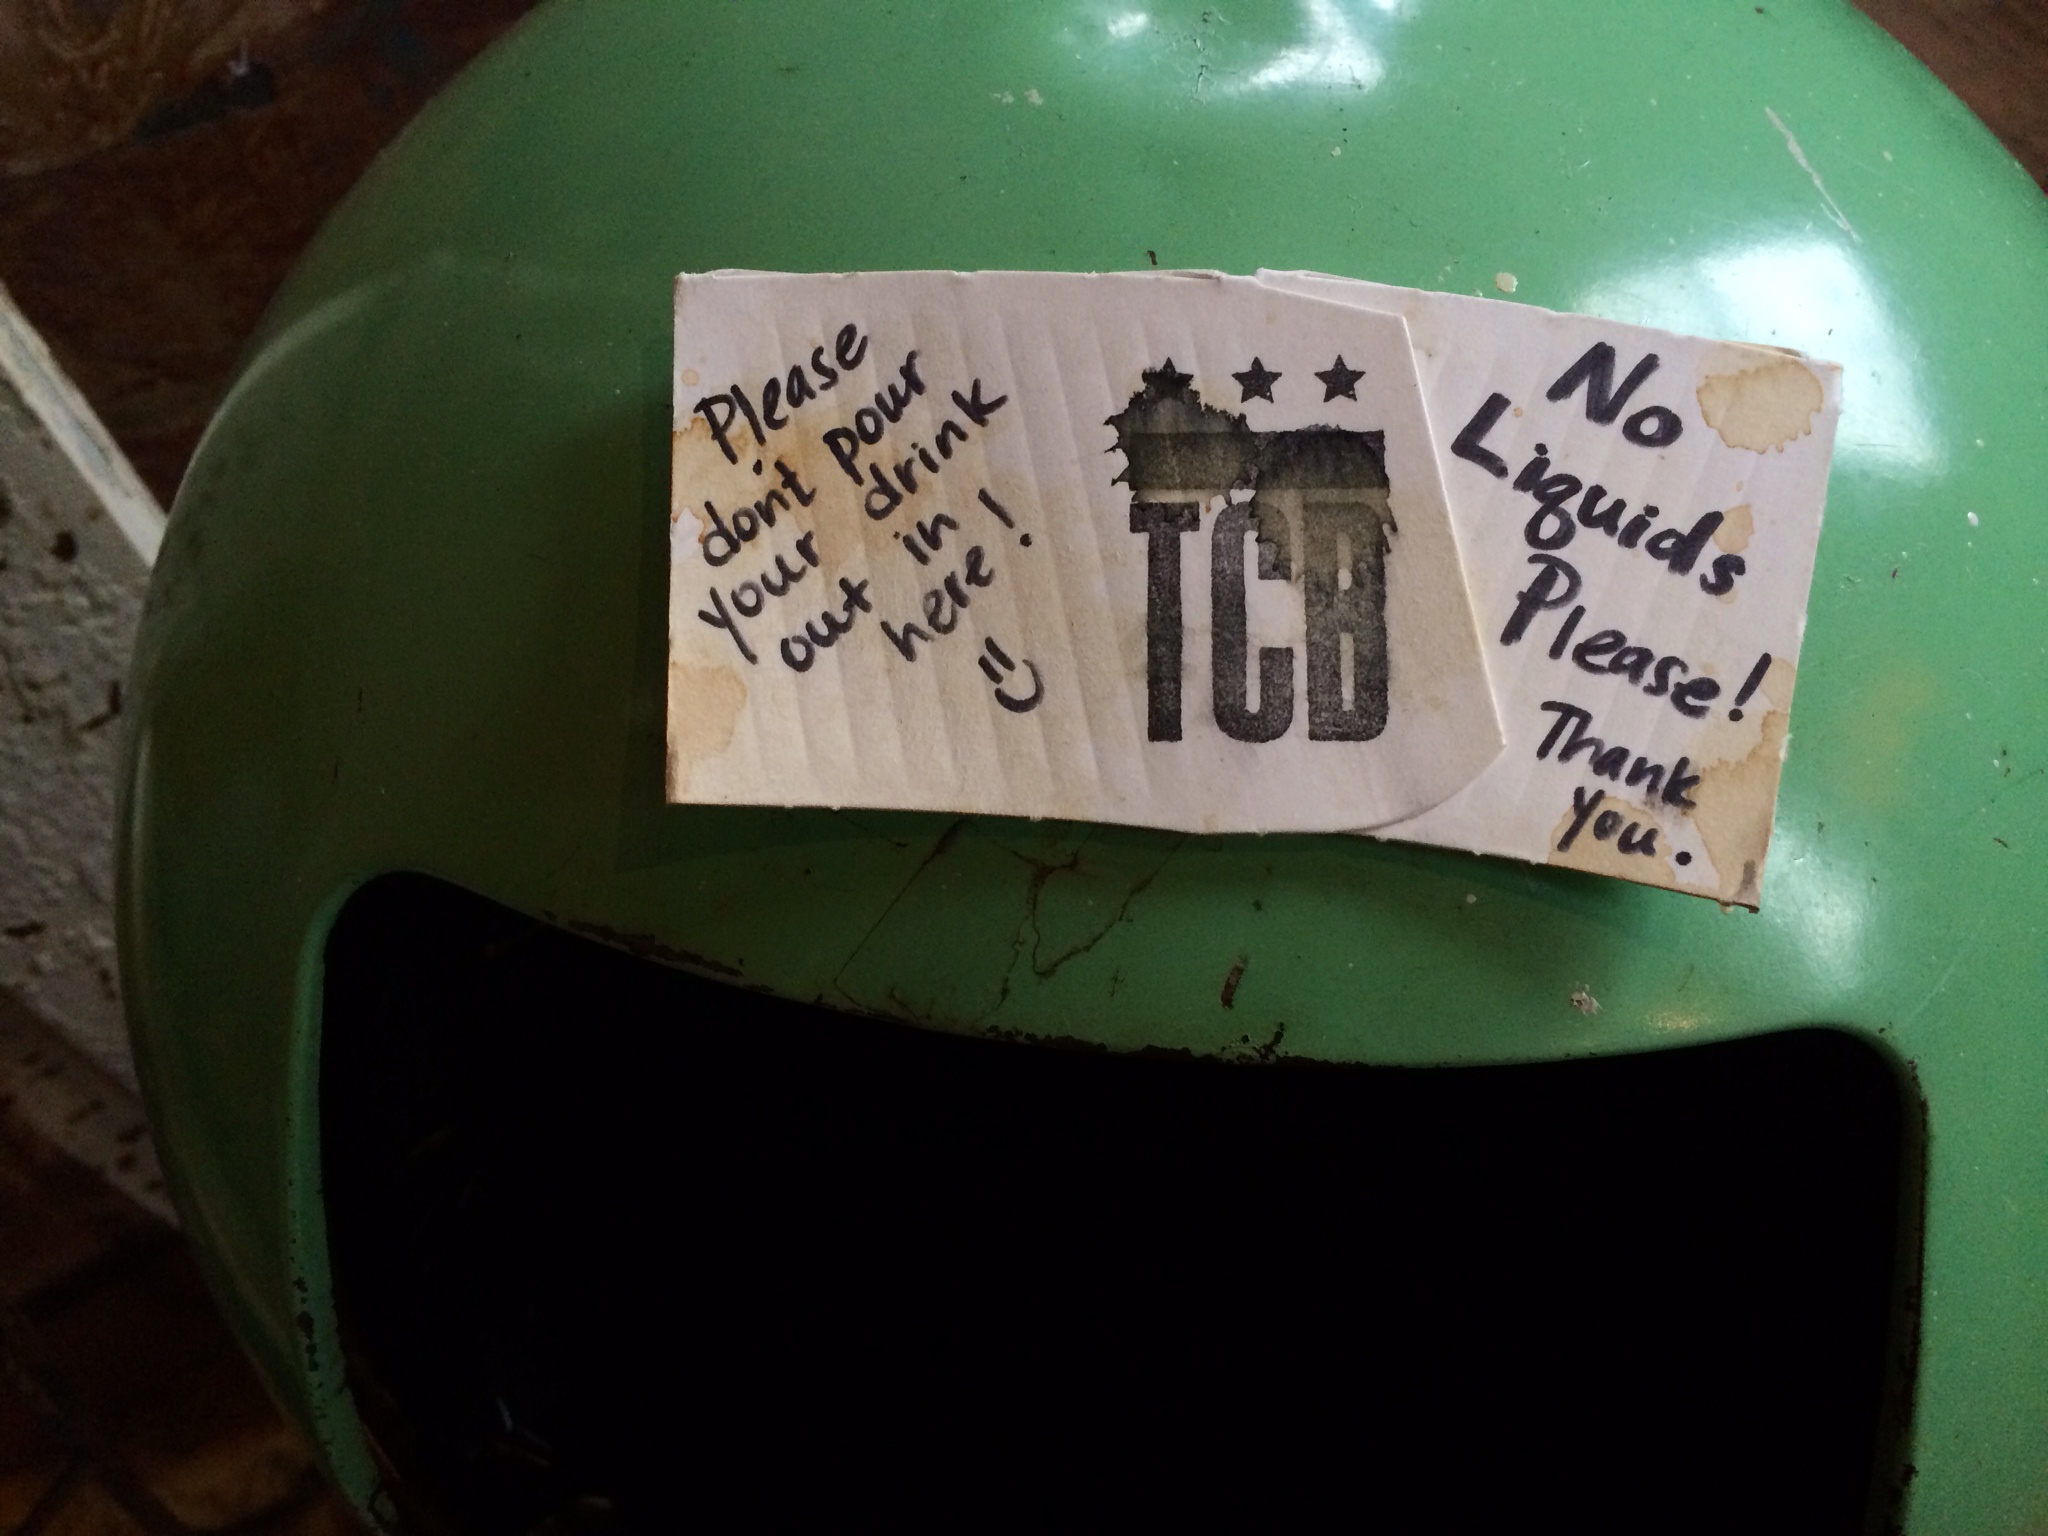 Please
don't pour
your drink
out in
here!
TCB
No
Liquids
Please!
Thank
you.